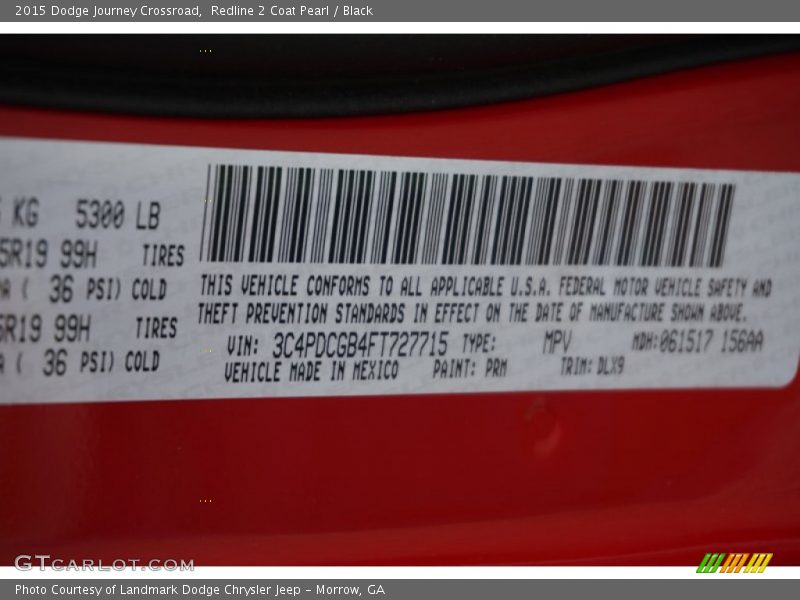 2015 Dodge Journey Crossroad, Redline 2 Coat Pearl / Black
KG 5300 LB
5R19 99H TIRES
( 36 PSI) COLD
5R19 99H TIRES
( 36 PSI) COLD
THIS VEHICLE CONFORMS TO ALL APPLICABLE U.S.A. FEDERAL MOTOR VEHICLE SAFETY AND
THEFT PREVENTION STANDARDS IN EFFECT ON THE DATE OF MANUFACTURE SHOWN ABOVE.
VIN: 3C4PDCGB4FT727715 TYPE: MPV MDH:061517 156AA
VEHICLE MADE IN MEXICO PAINT: PRM TRIM: DLX9
GTCARLOT.COM
Photo Courtesy of Landmark Dodge Chrysler Jeep – Morrow, GA